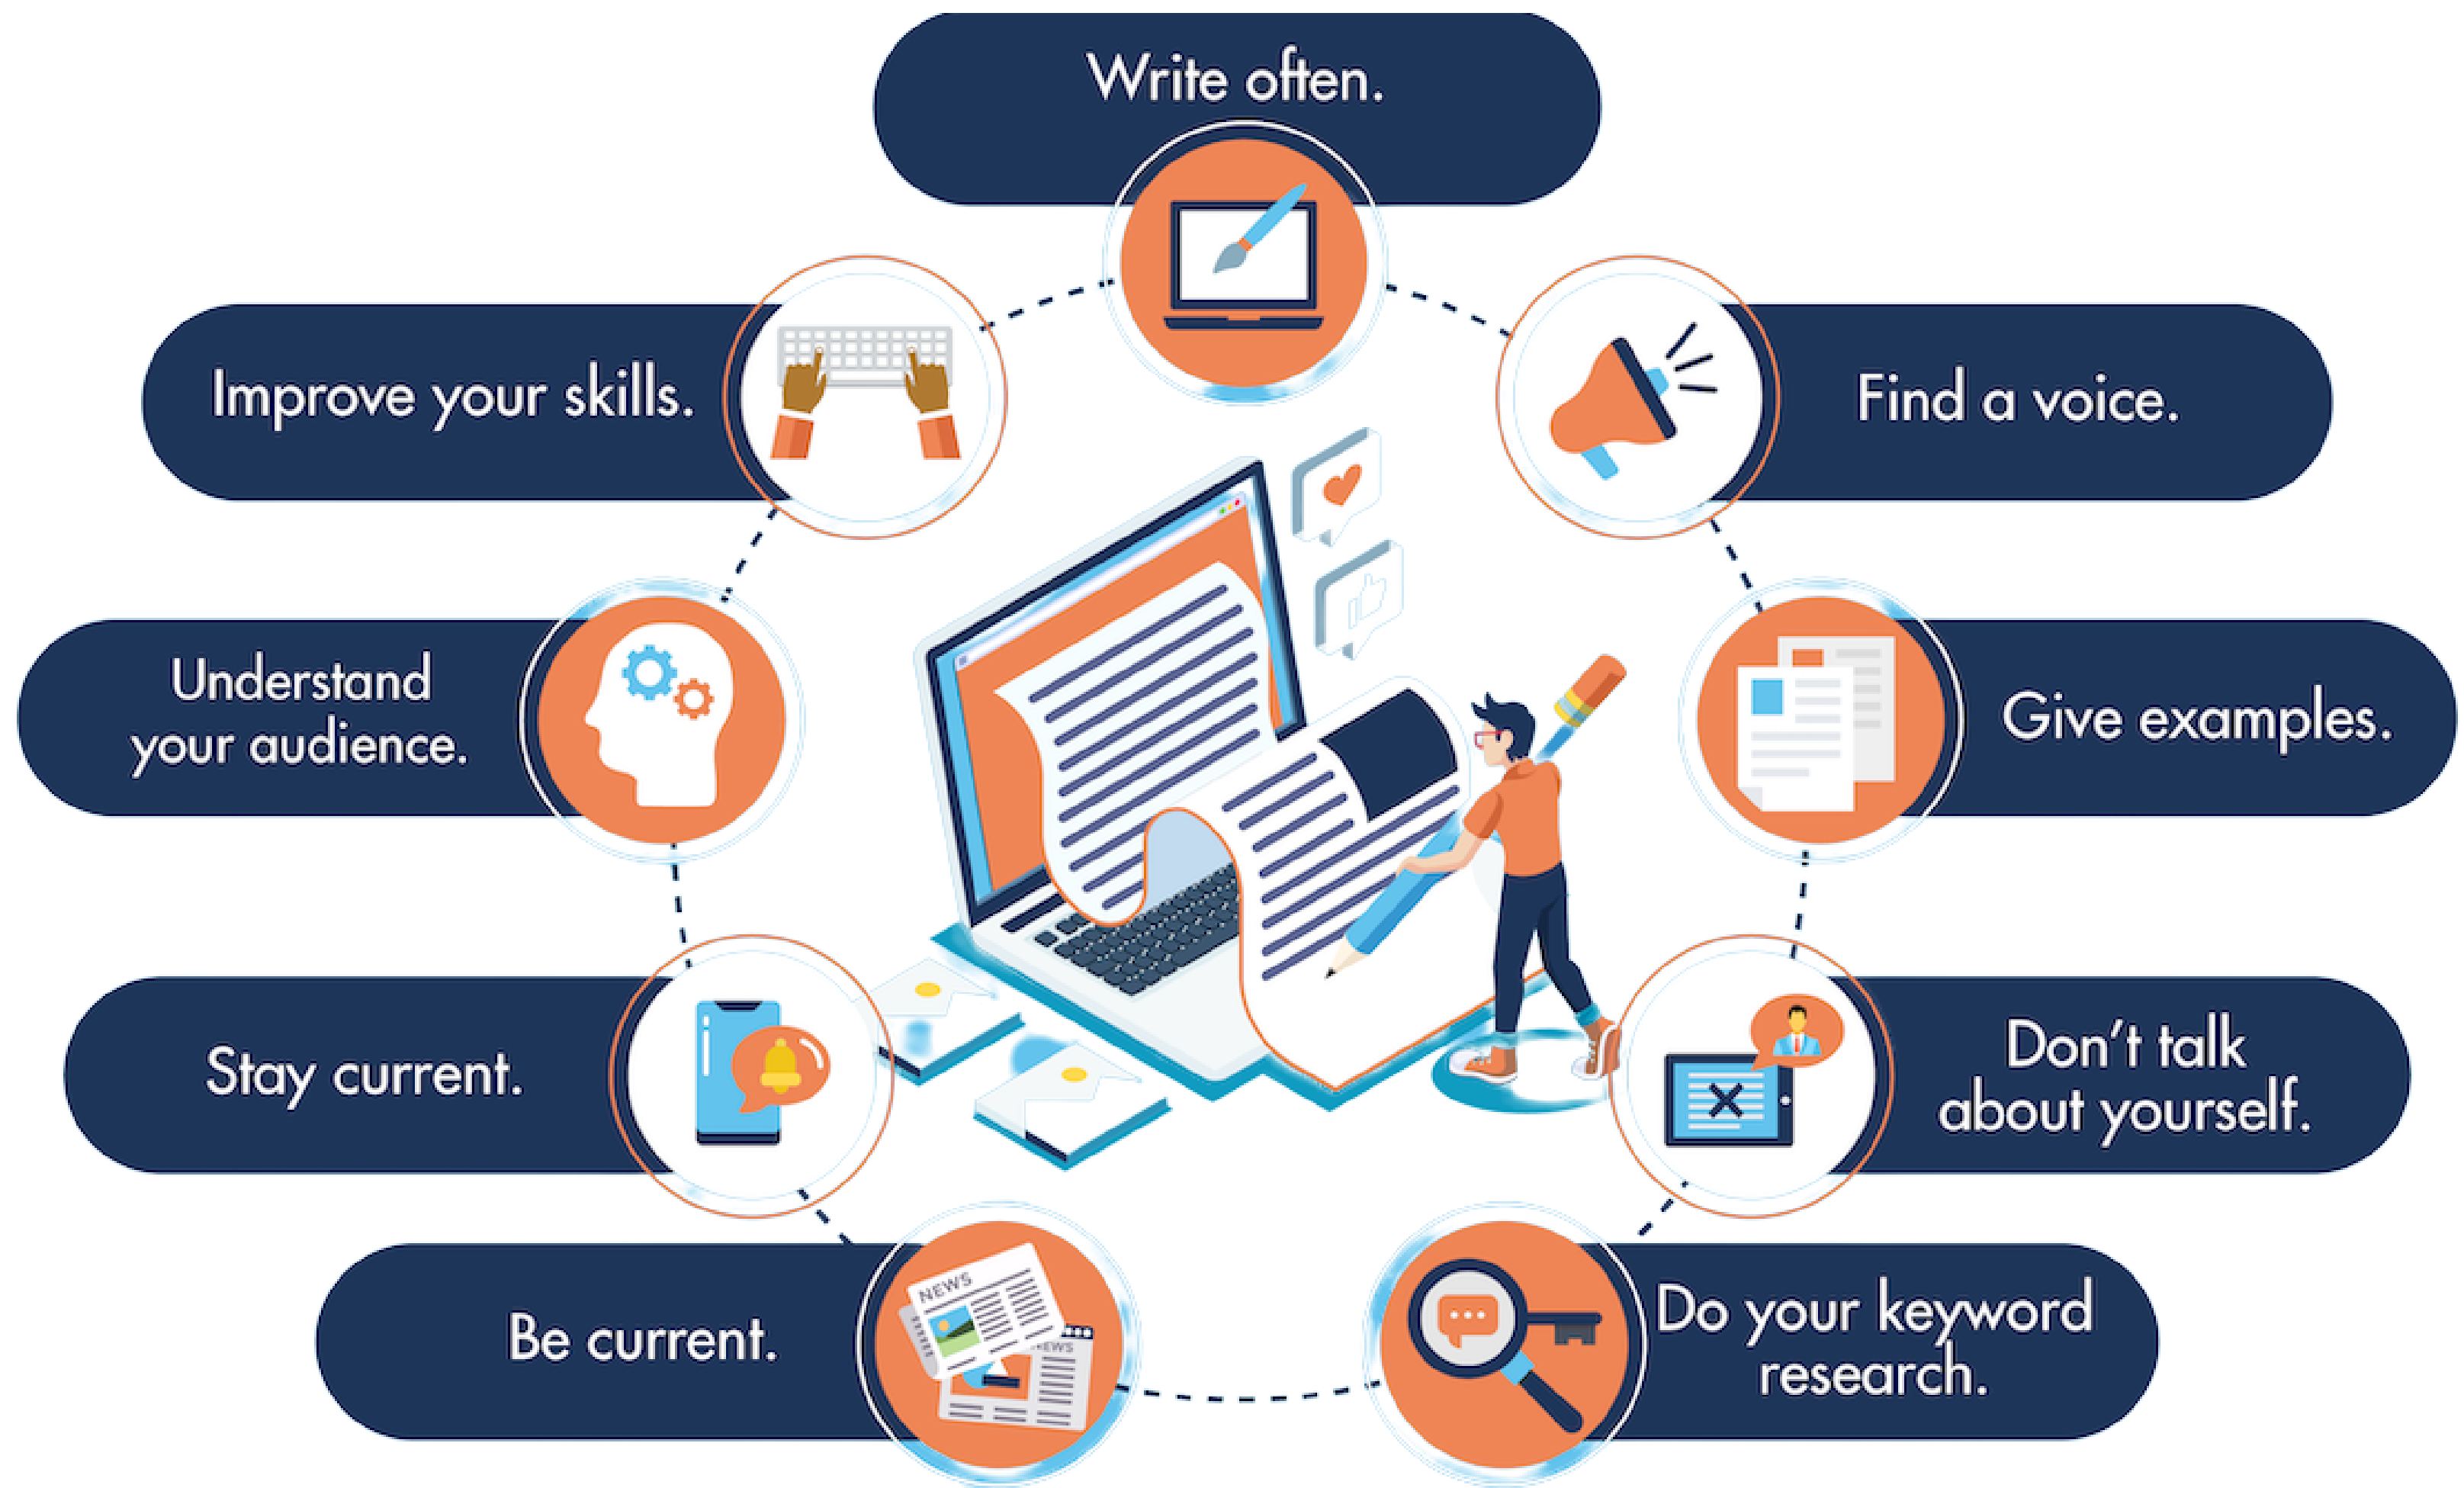 Write often.
Improve your skills.
Find a voice.
Understand
your audience.
Give examples.
Stay current.
Don't talk
about yourself.
Be current.
NEWS
EWS
Do your keyword
research.